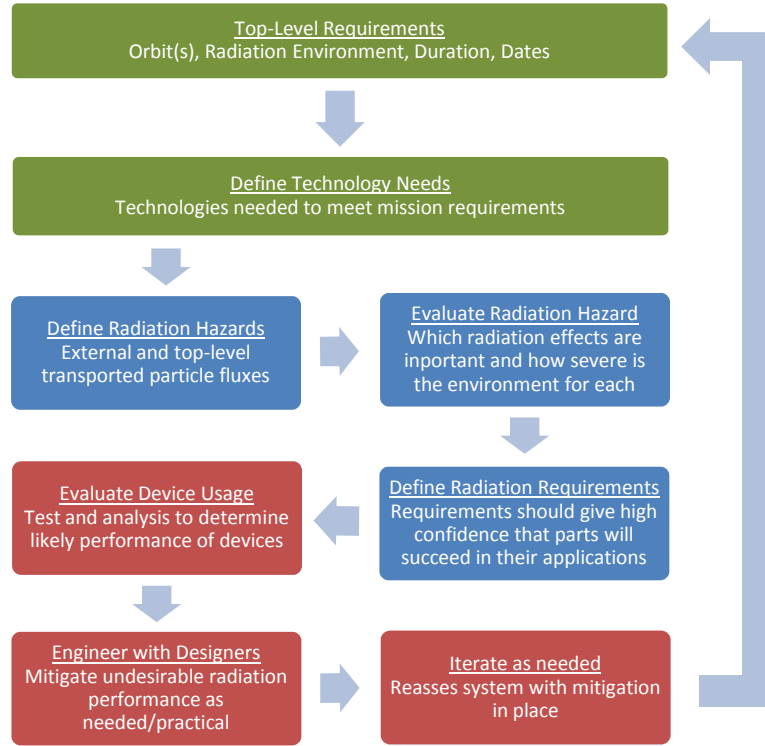 Top-Level Requirements
Orbit(s), Radiation Environment, Duration, Dates
Define Technology Needs
Technologies needed to meet mission requirements
Define Radiation Hazards
External and top-level
transported particle fluxes
Evaluate Radiation Hazard
Which radiation effects are
inportant and how severe is
the environment for each
Define Radiation Requirements
Requirements should give high
confidence that parts will
succeed in their applications
Evaluate Device Usage
Test and analysis to determine
likely performance of devices
Engineer with Designers
Mitigate undesirable radiation
performance as
needed/practical
Iterate as needed
Reasses system with mitigation
in place